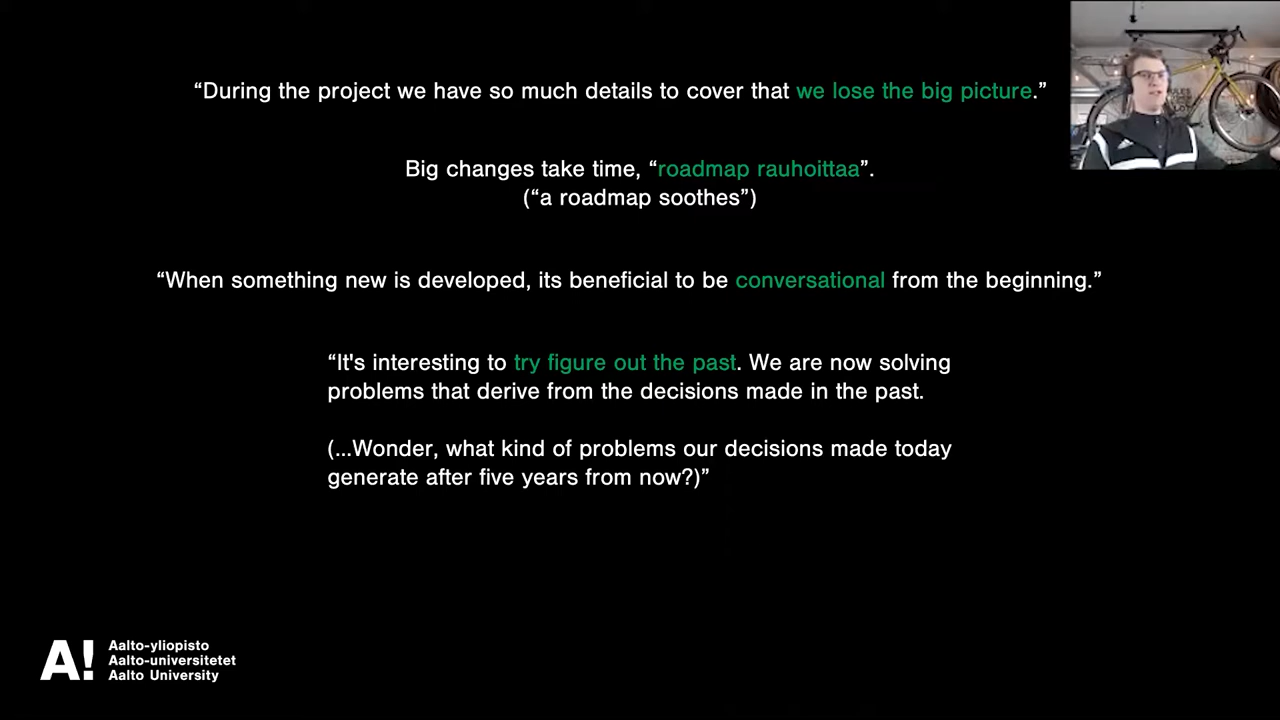 “During the project we have so much details to cover that we lose the big picture.”
Big changes take time, “roadmap rauhoittaa”.
(“a roadmap soothes”)
“When something new is developed, its beneficial to be conversational from the beginning.”
“It's interesting to try figure out the past. We are now solving
problems that derive from the decisions made in the past.
(...Wonder, what kind of problems our decisions made today
generate after five years from now?)”
A!
Aalto-yliopisto
Aalto-universitetet
Aalto University